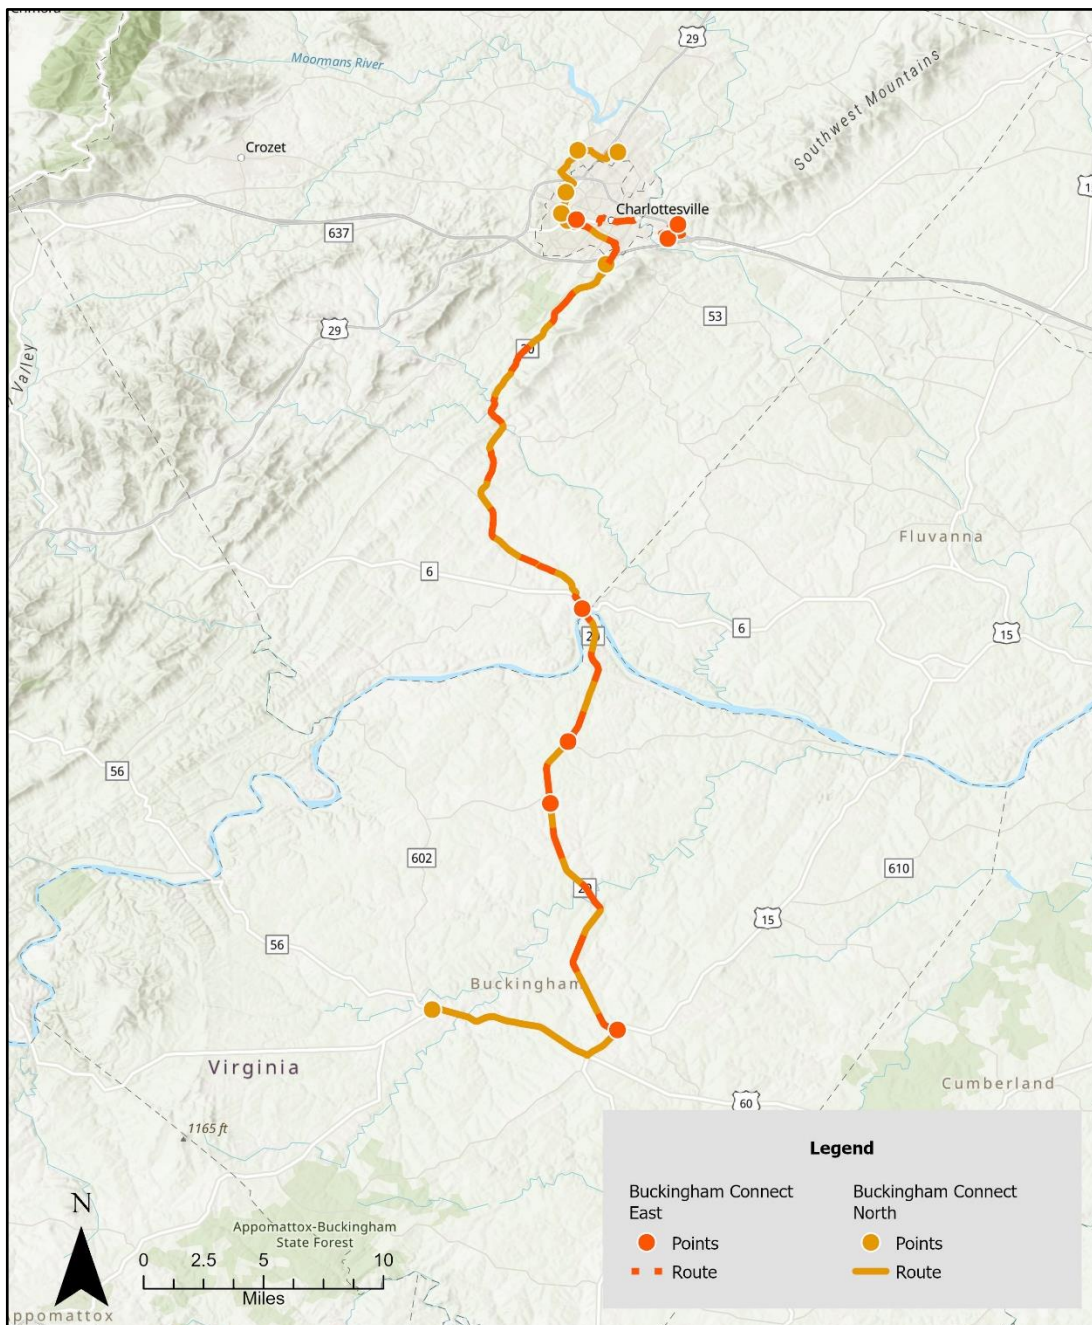 29
Moormans River
Southwest Mountains
Crozet
Charlottesville
637
53
29
Valley
20
Fluvanna
6
6
15
56
602
610
15
56
Buckingham
Virginia
Cumberland
60
1165 ft
Legend
Buckingham Connect
East
Points
Route
Buckingham Connect
North
Points
Route
N
Appomattox-Buckingham
State Forest
0 2.5 5 10
Miles
ppomattox